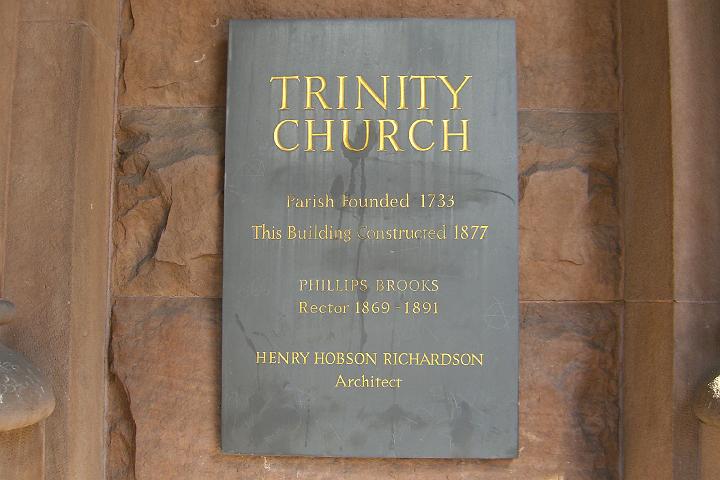 TRINITY
CHURCH
Parish Founded 1733
This Building Constructed 1877
PHILLIPS BROOKS
Rector 1869-1891
HENRY HOBSON RICHARDSON
Architect